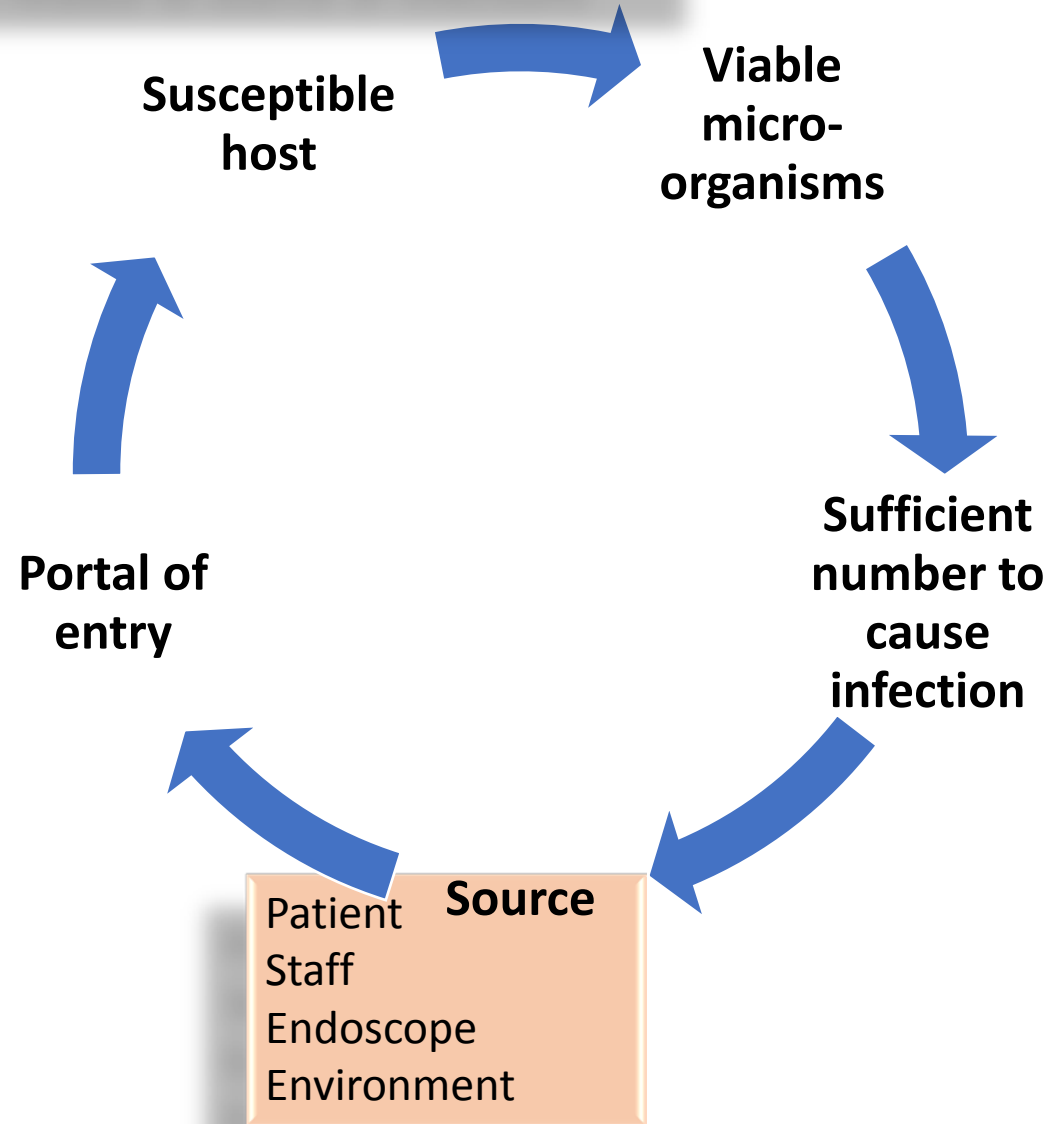 Susceptible
host
Viable
micro-
organisms
Sufficient
number to
cause
infection
Source
Patient
Staff
Endoscope
Environment
Portal of
entry